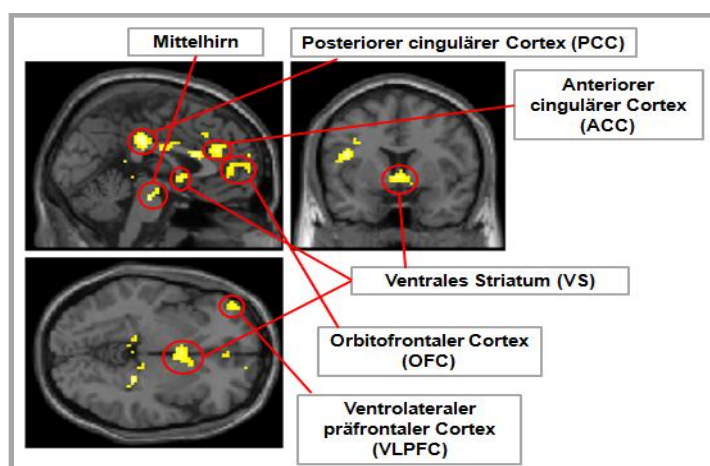 Mittelhirn
Posteriorer cingulärer Cortex (PCC)
Anteriorer
cingulärer Cortex
(ACC)
Ventrales Striatum (VS)
Orbitofrontaler Cortex
(OFC)
Ventrolateraler
präfrontaler Cortex
(VLPFC)